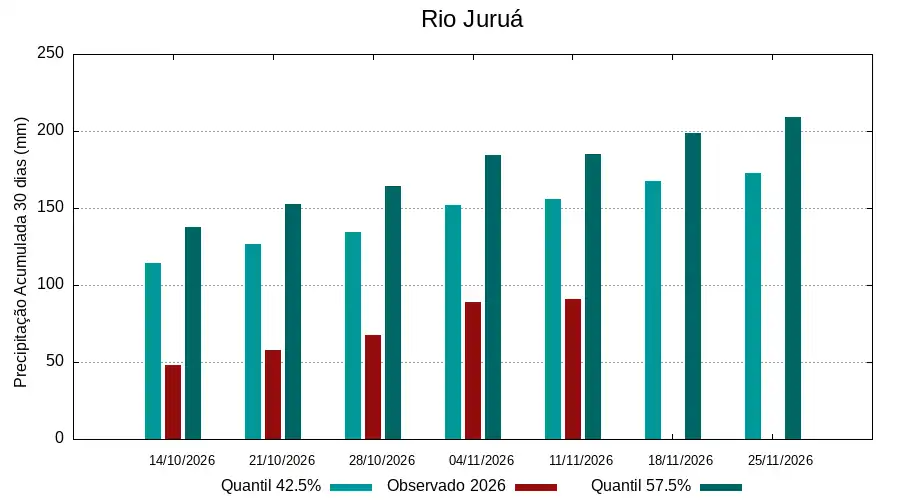 Rio Juruá
Precipitação Acumulada 30 dias (mm)
250
200
150
100
50
0
14/10/2026 21/10/2026 28/10/2026 04/11/2026 11/11/2026 18/11/2026 25/11/2026
Quantil 42.5% Observado 2026 Quantil 57.5%